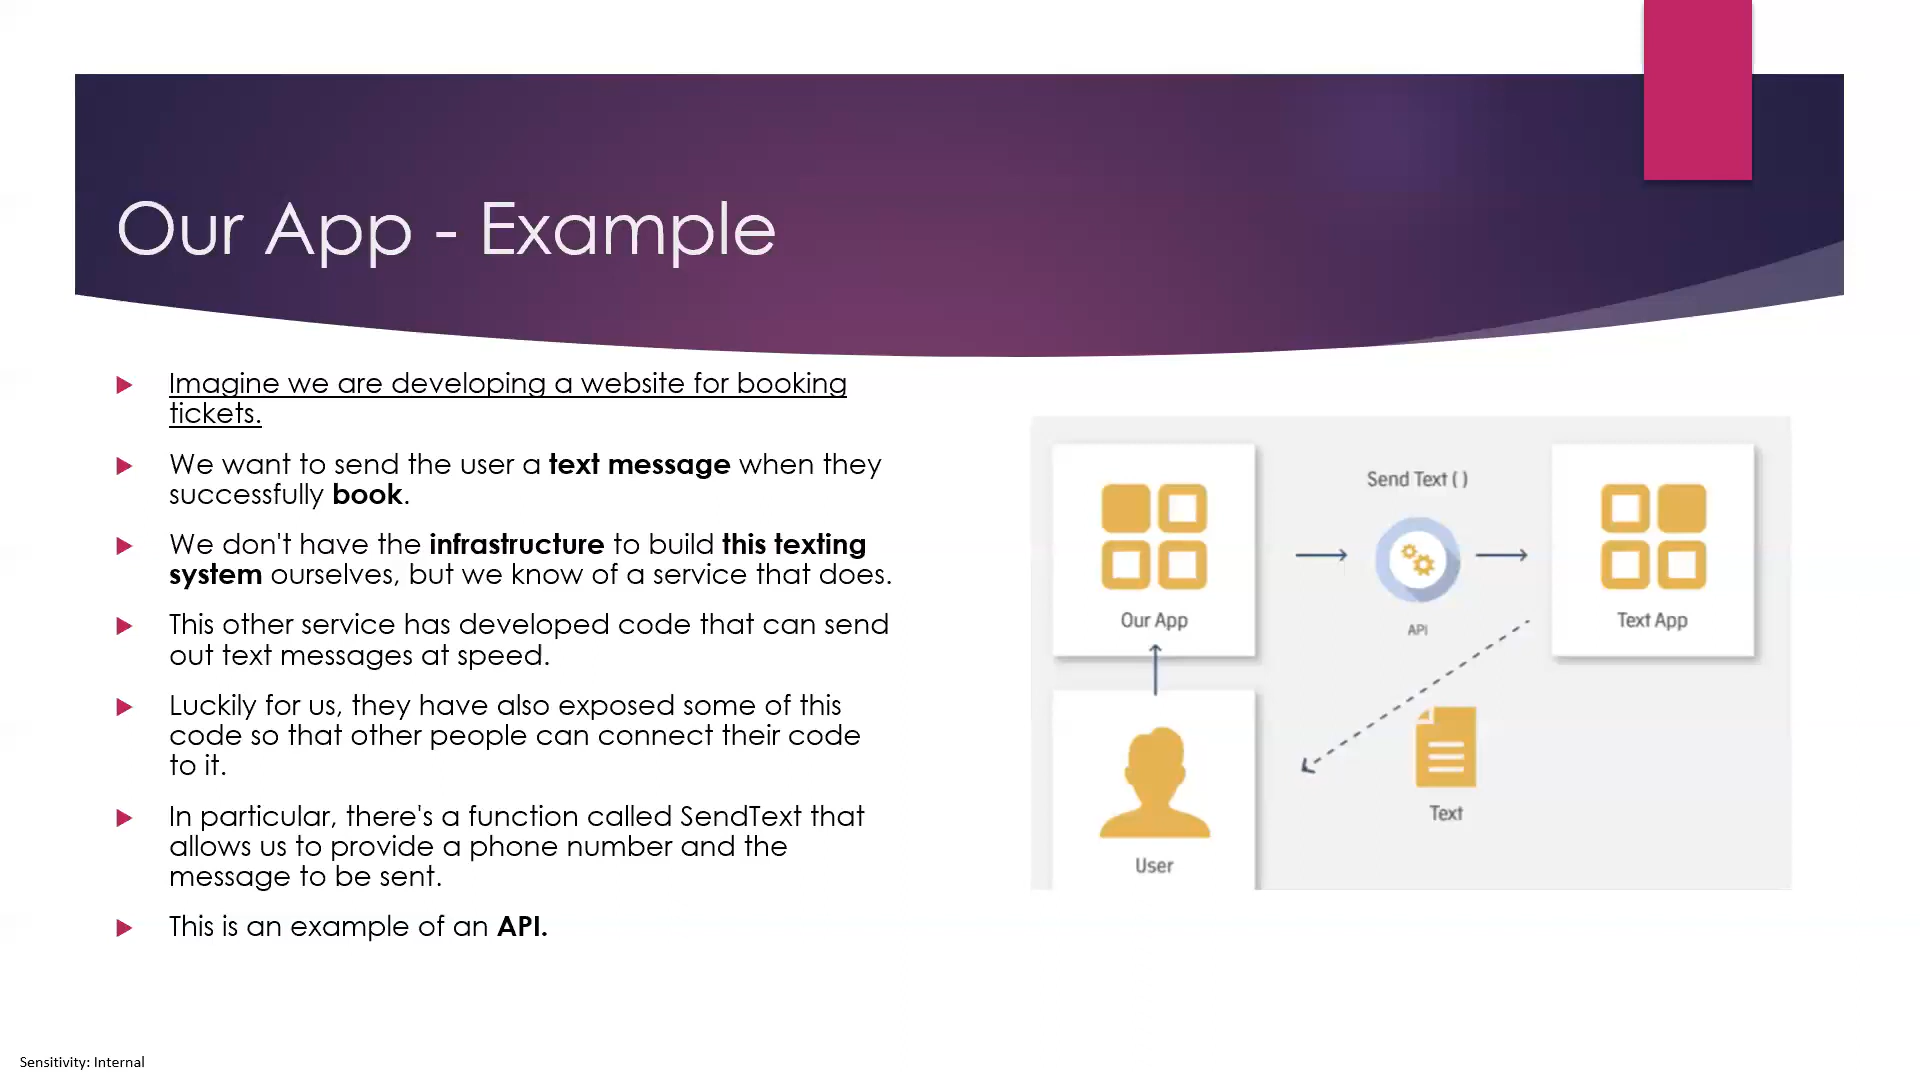 Our App - Example
Imagine we are developing a website for booking
tickets.
We want to send the user a text message when they
successfully book.
We don't have the infrastructure to build this texting
system ourselves, but we know of a service that does.
This other service has developed code that can send
out text messages at speed.
Luckily for us, they have also exposed some of this
code so that other people can connect their code
to it.
In particular, there's a function called SendText that
allows us to provide a phone number and the
message to be sent.
This is an example of an API.
Send Text ( )
Our App
API
Text App
Text
User
Sensitivity: Internal